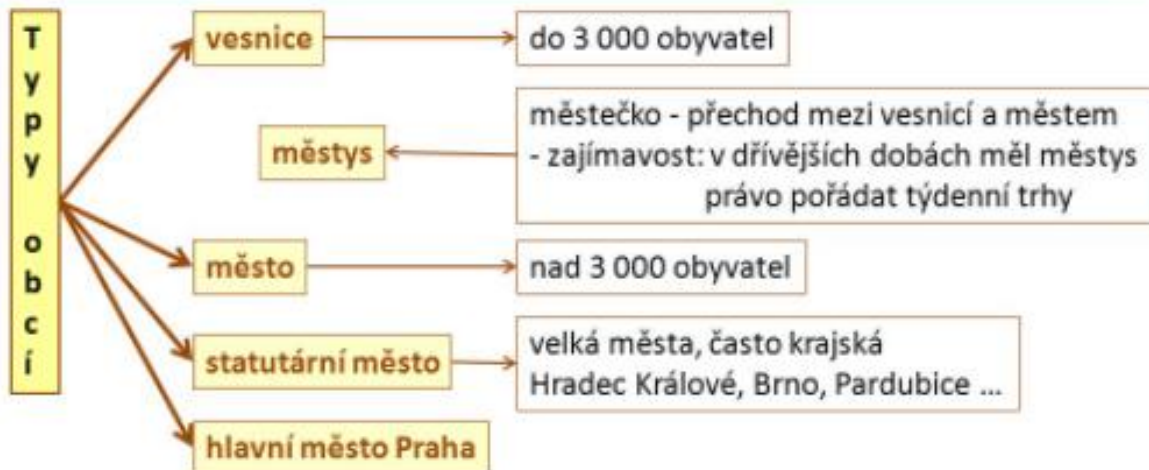 Typy obcí
vesnice
do 3 000 obyvatel
městys
městečko - přechod mezi vesnicí a městem
- zajímavost: v dřívějších dobách měl městys
právo pořádat týdenní trhy
město
nad 3 000 obyvatel
statutární město
velká města, často krajská
Hradec Králové, Brno, Pardubice ...
hlavní město Praha